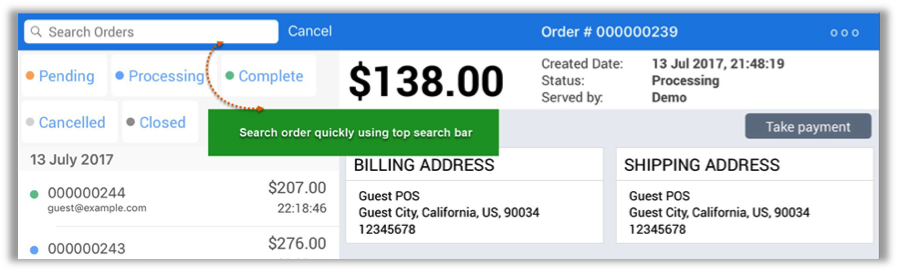 Search Orders
Cancel
Order # 000000239
Pending
Processing
Complete
Cancelled
Closed
$138.00
Created Date: 13 Jul 2017, 21:48:19
Status: Processing
Served by: Demo
Search order quickly using top search bar
Take payment
13 July 2017
000000244 $207.00
guest@example.com 22:18:46
000000243 $276.00
BILLING ADDRESS
Guest POS
Guest City, California, US, 90034
12345678
SHIPPING ADDRESS
Guest POS
Guest City, California, US, 90034
12345678